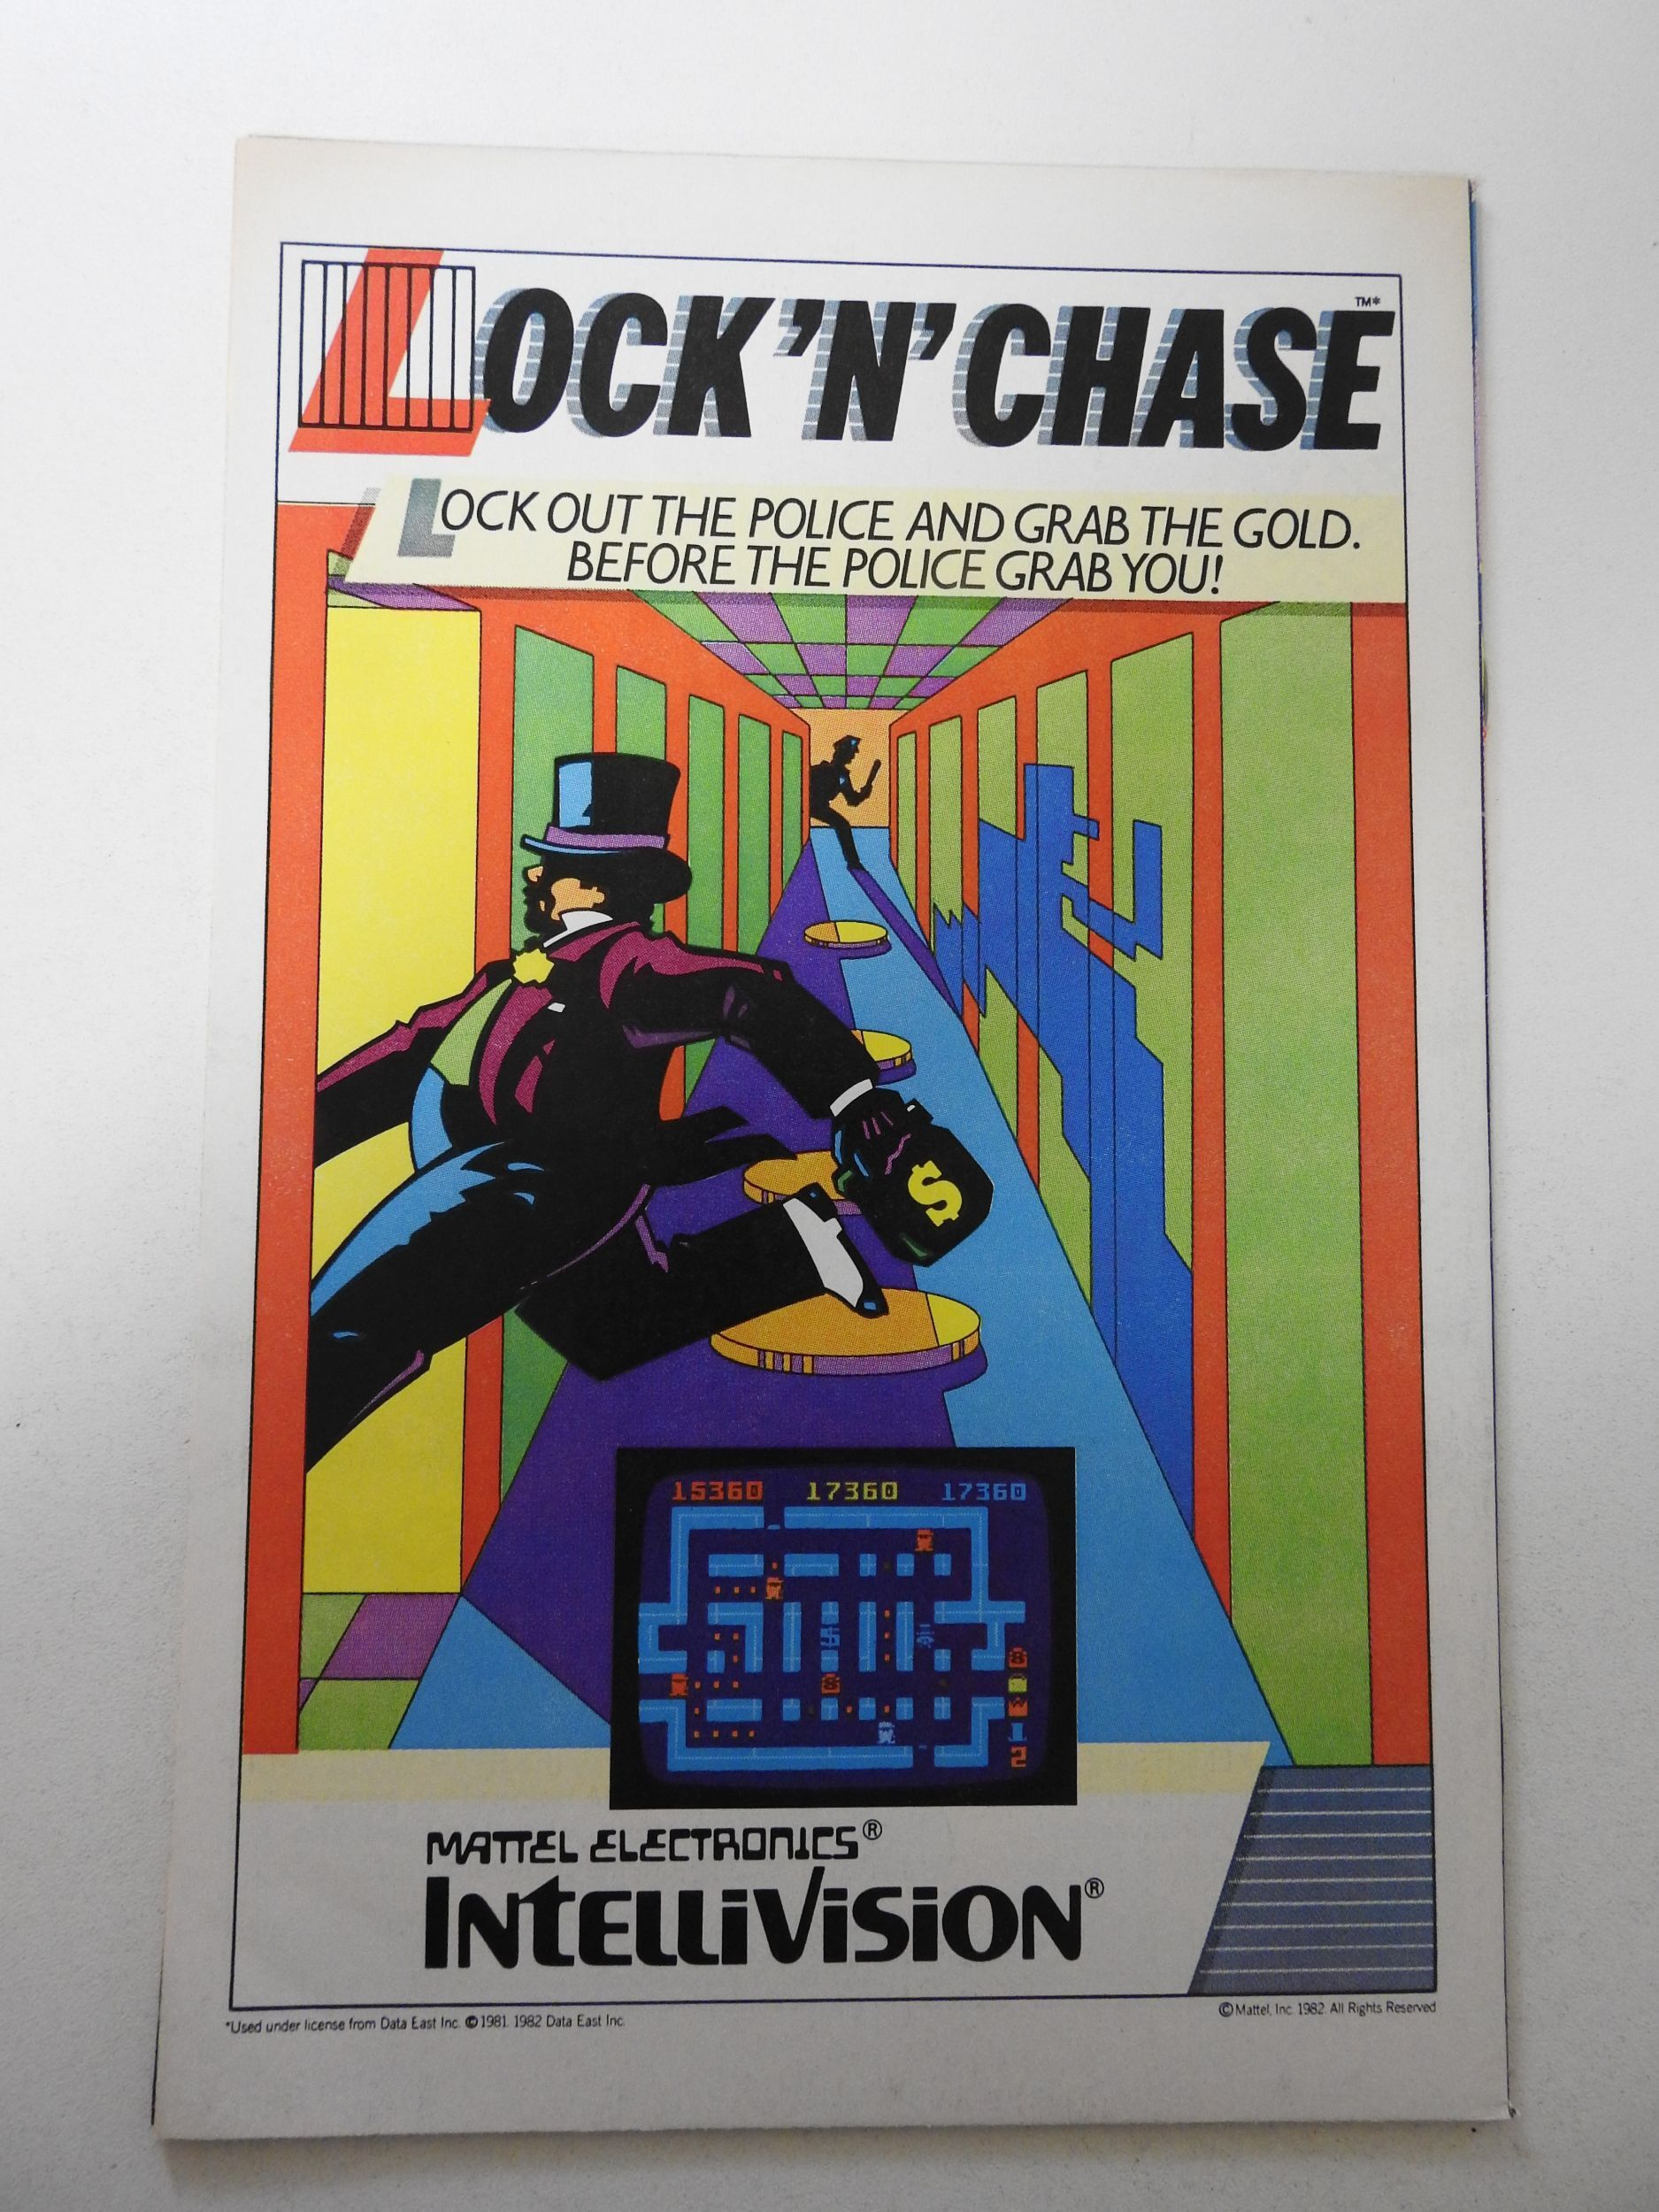 LOCK 'N' CHASE™*
LOCK OUT THE POLICE AND GRAB THE GOLD.
BEFORE THE POLICE GRAB YOU!
$
15360 17360 17360
2
MATTEL ELECTRONICS®
INTELLIVISION®
*Used under license from Data East Inc. © 1981, 1982 Data East Inc.
© Mattel, Inc. 1982. All Rights Reserved